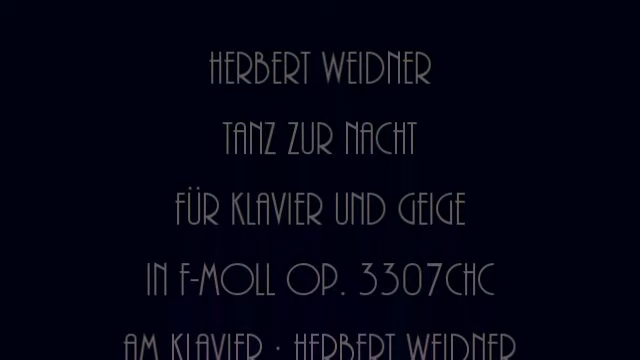 HERBERT WEIDNER
TANZ ZUR NACHT
FÜR KLAVIER UND GEIGE
IN F-MOLL OP. 3307CHC
AM KLAVIER · HERBERT WEIDNER